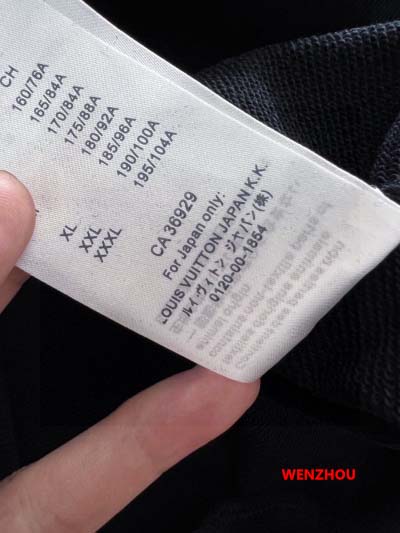 CH
160/76A
165/84A
170/84A
175/88A
180/92A
185/96A
190/100A
195/104A
XL
XXL
XXXL
CA 36929
For Japan only:
LOUIS VUITTON JAPAN K.K.
ルイ・ヴィトン ジャパン(株)
0120-00-1854
WENZHOU